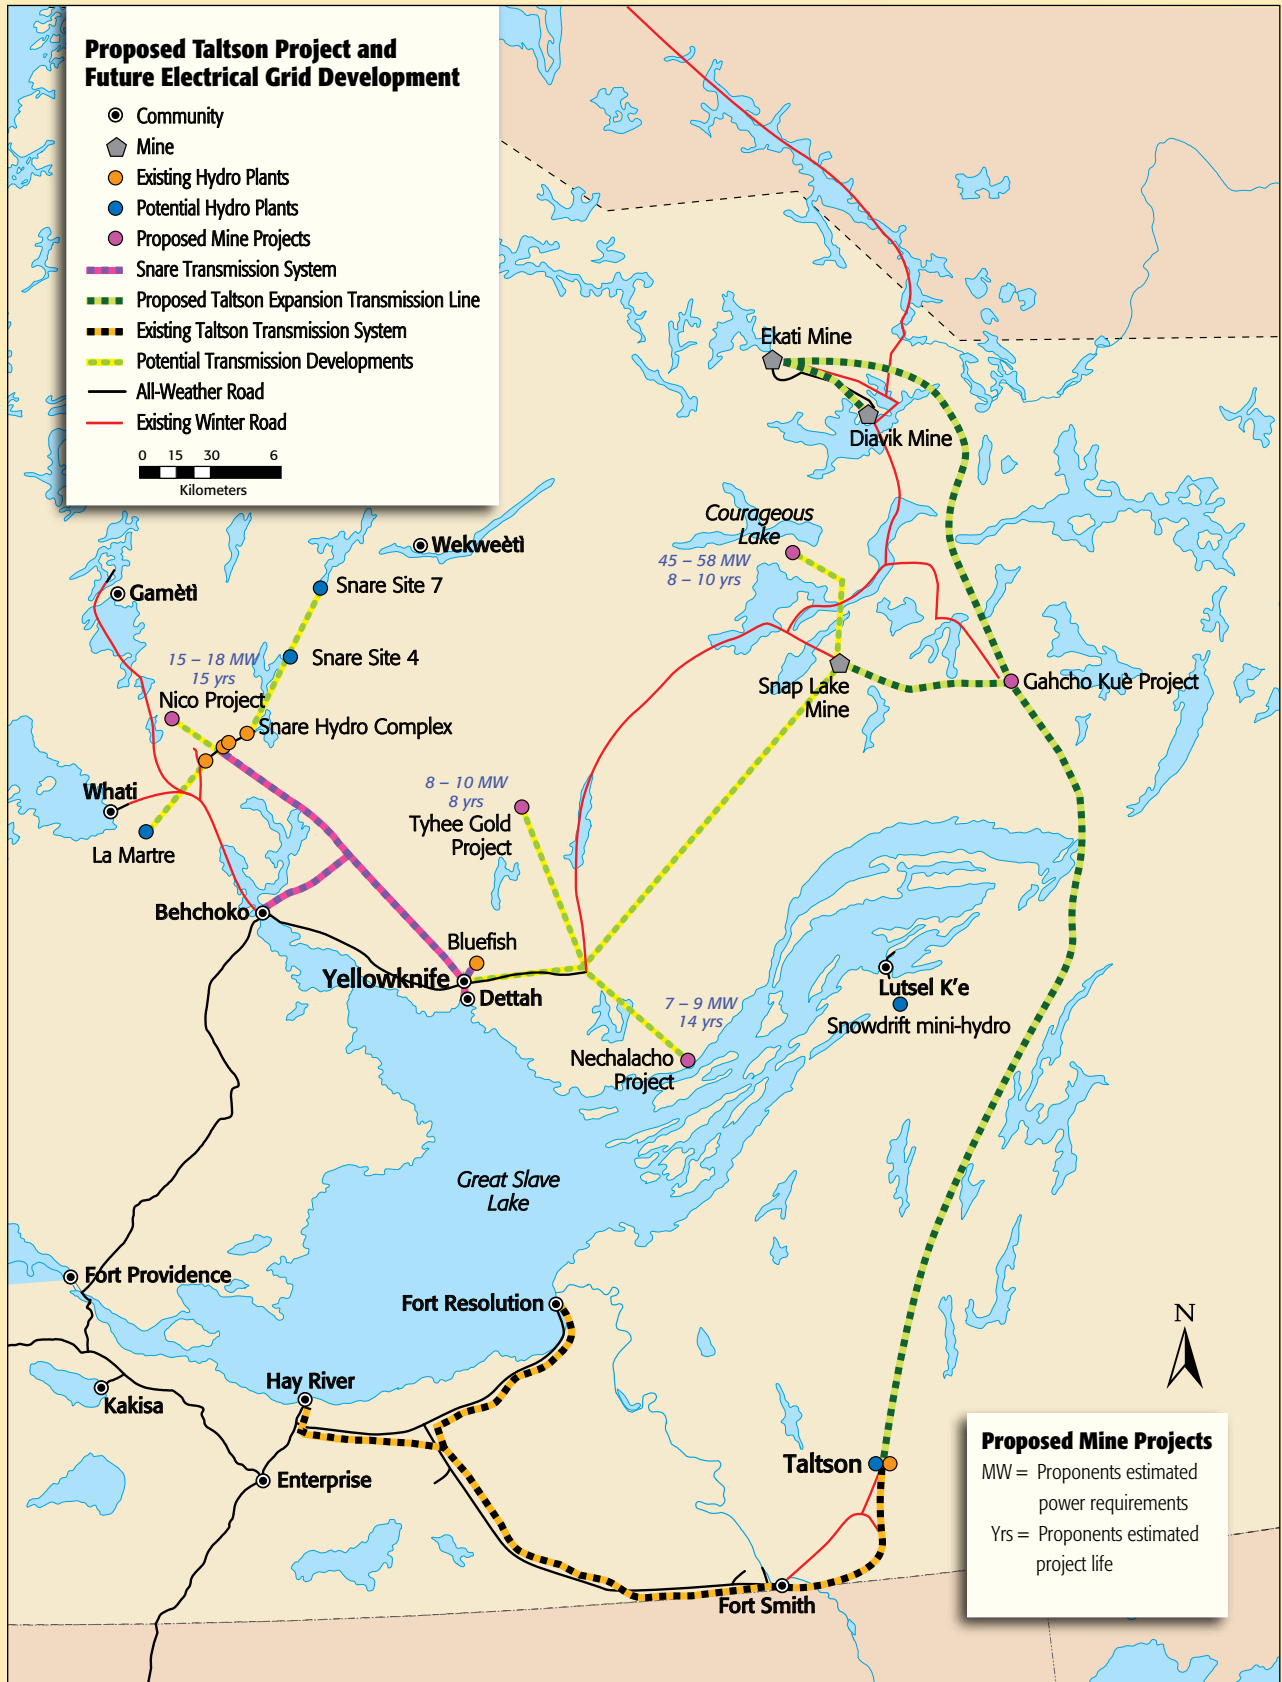 Proposed Taltson Project and
Future Electrical Grid Development
Community
Mine
Existing Hydro Plants
Potential Hydro Plants
Proposed Mine Projects
Snare Transmission System
Proposed Taltson Expansion Transmission Line
Existing Taltson Transmission System
Potential Transmission Developments
All-Weather Road
Existing Winter Road
0 15 30 6
Kilometers
Ekati Mine
Diavik Mine
Courageous
Lake
45 – 58 MW
8 – 10 yrs
Wekweètì
Gamètì
Snare Site 7
Snare Site 4
15 – 18 MW
15 yrs
Nico Project
Snare Hydro Complex
Snap Lake
Mine
Gahcho Kuè Project
Whati
La Martre
8 – 10 MW
8 yrs
Tyhee Gold
Project
Behchoko
Bluefish
Yellowknife
Dettah
Lutsel K'e
Snowdrift mini-hydro
7 – 9 MW
14 yrs
Nechalacho
Project
Great Slave
Lake
Fort Providence
Fort Resolution
Hay River
Kakisa
Enterprise
Taltson
Fort Smith
N
Proposed Mine Projects
MW = Proponents estimated
power requirements
Yrs = Proponents estimated
project life